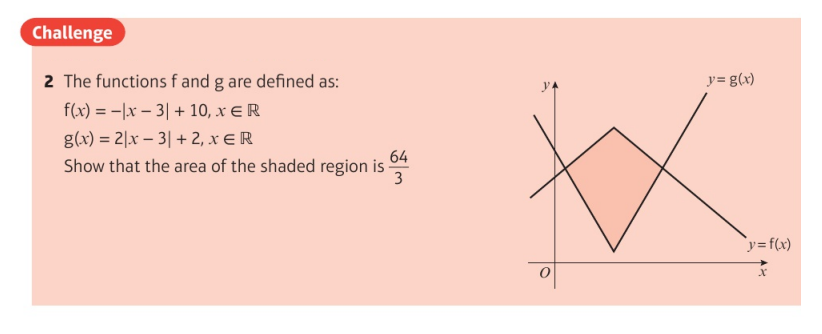 Challenge
2 The functions f and g are defined as:
f(x) = −|x − 3| + 10, x ∈ ℝ
g(x) = 2|x − 3| + 2, x ∈ ℝ
Show that the area of the shaded region is 64/3
y
y = g(x)
y = f(x)
O
x